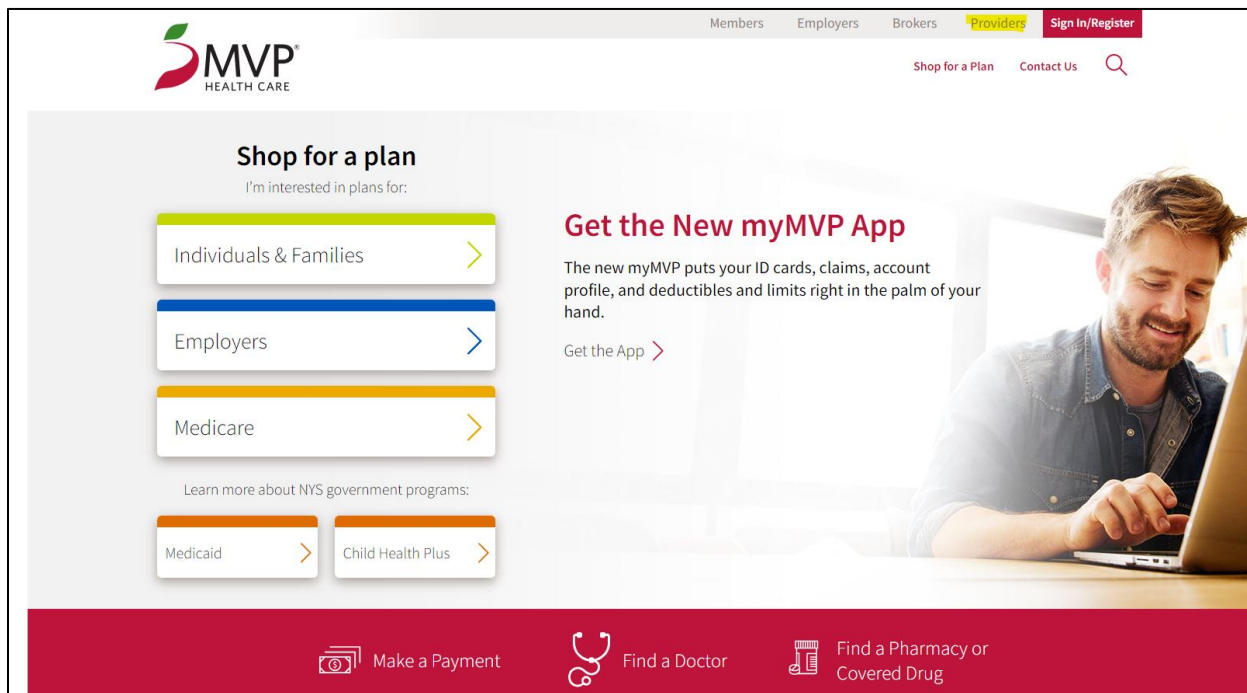 Members Employers Brokers Providers Sign In/Register
MVP®
HEALTH CARE
Shop for a Plan Contact Us
Shop for a plan
I'm interested in plans for:
Individuals & Families
Employers
Medicare
Learn more about NYS government programs:
Medicaid
Child Health Plus
Get the New myMVP App
The new myMVP puts your ID cards, claims, account
profile, and deductibles and limits right in the palm of your
hand.
Get the App
Make a Payment
Find a Doctor
Find a Pharmacy or
Covered Drug